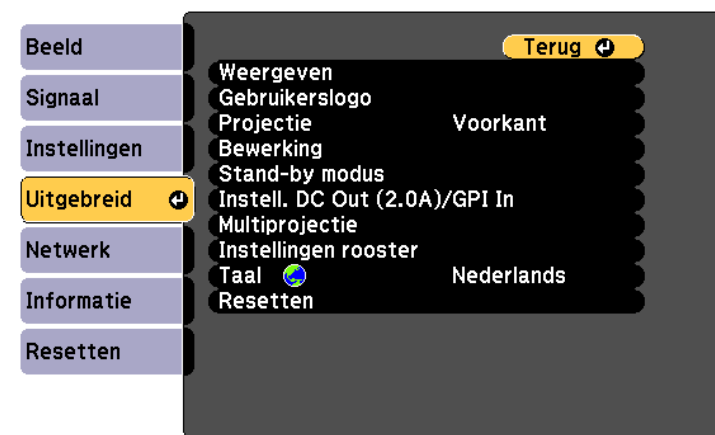 Beeld
Signaal
Instellingen
Uitgebreid
Netwerk
Informatie
Resetten
Terug
Weergeven
Gebruikerslogo
Projectie Voorkant
Bewerking
Stand-by modus
Instell. DC Out (2.0A)/GPI In
Multiprojectie
Instellingen rooster
Taal Nederlands
Resetten